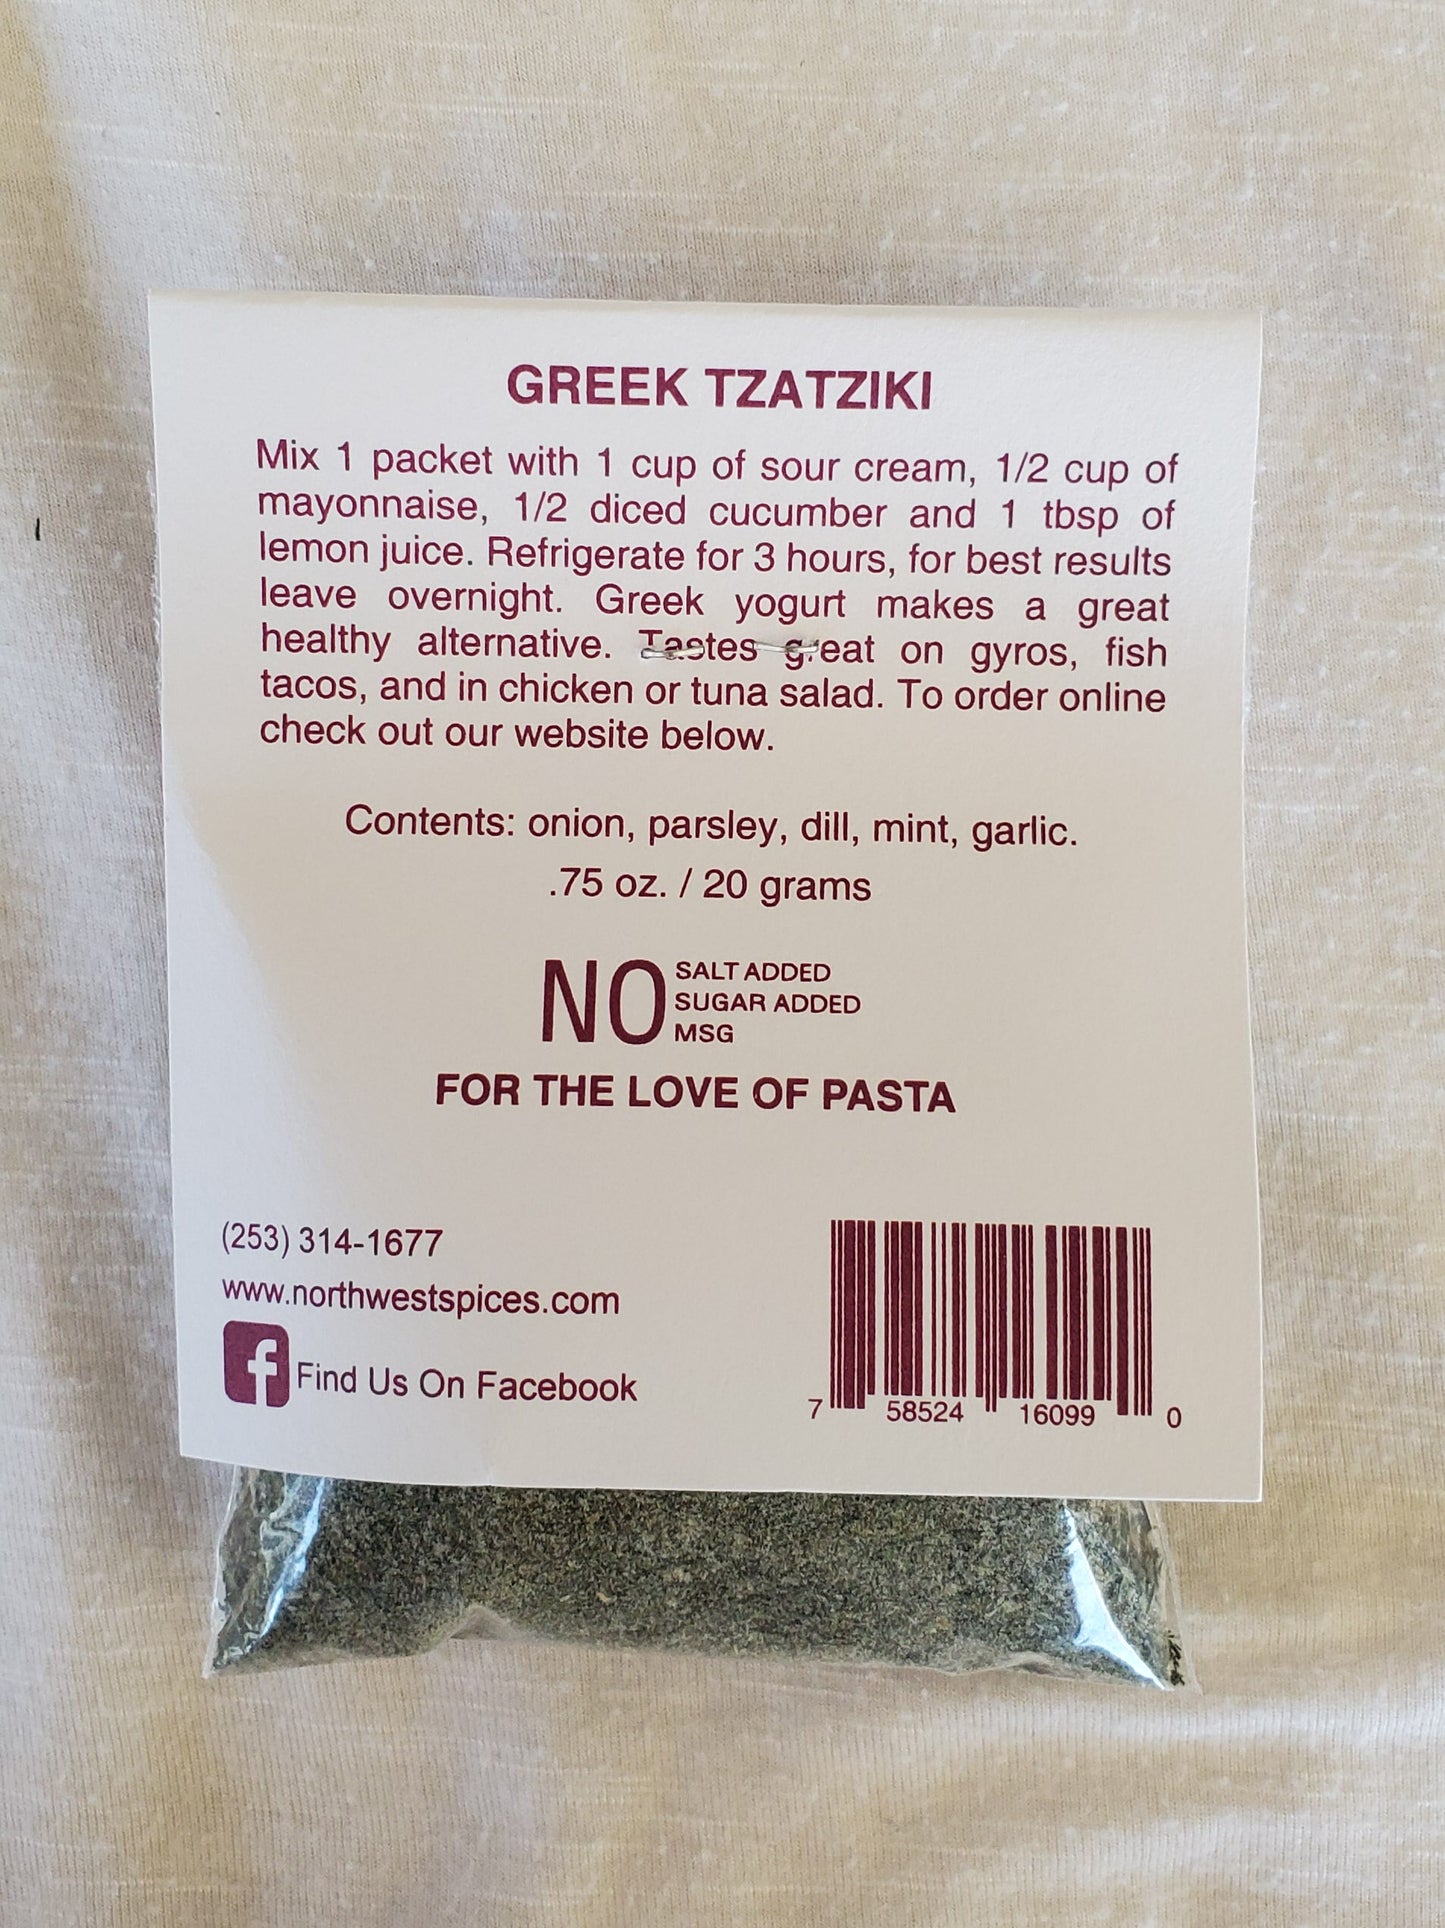 GREEK TZATZIKI
Mix 1 packet with 1 cup of sour cream, 1/2 cup of
mayonnaise, 1/2 diced cucumber and 1 tbsp of
lemon juice. Refrigerate for 3 hours, for best results
leave overnight. Greek yogurt makes a great
healthy alternative. Tastes great on gyros, fish
tacos, and in chicken or tuna salad. To order online
check out our website below.
Contents: onion, parsley, dill, mint, garlic.
.75 oz. / 20 grams
NO SALT ADDED
SUGAR ADDED
MSG
FOR THE LOVE OF PASTA
(253) 314-1677
www.northwestspices.com
f Find Us On Facebook
7 58524 16099 0